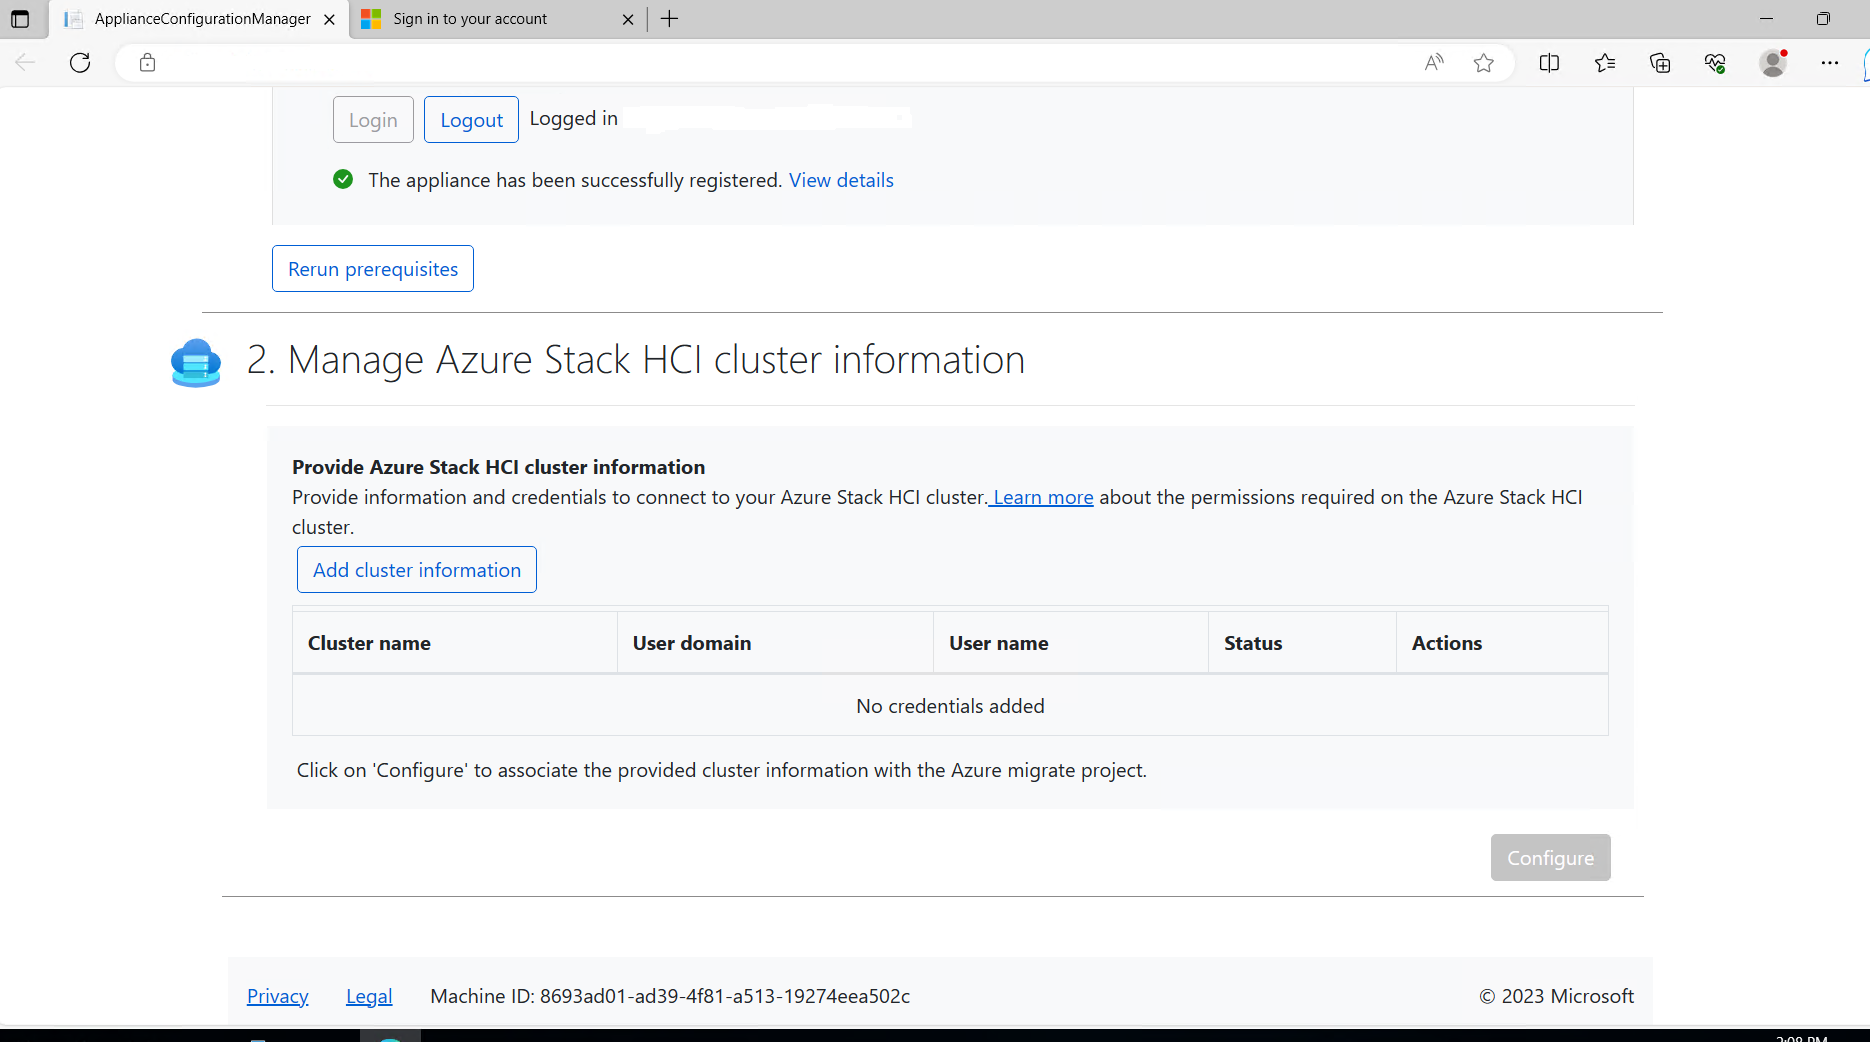 ApplianceConfigurationManager
Sign in to your account
Login
Logout
Logged in
The appliance has been successfully registered. View details
Rerun prerequisites
2. Manage Azure Stack HCI cluster information
Provide Azure Stack HCI cluster information
Provide information and credentials to connect to your Azure Stack HCI cluster. Learn more about the permissions required on the Azure Stack HCI
cluster.
Add cluster information
Cluster name User domain User name Status Actions
No credentials added
Click on 'Configure' to associate the provided cluster information with the Azure migrate project.
Configure
Privacy Legal Machine ID: 8693ad01-ad39-4f81-a513-19274eea502c © 2023 Microsoft